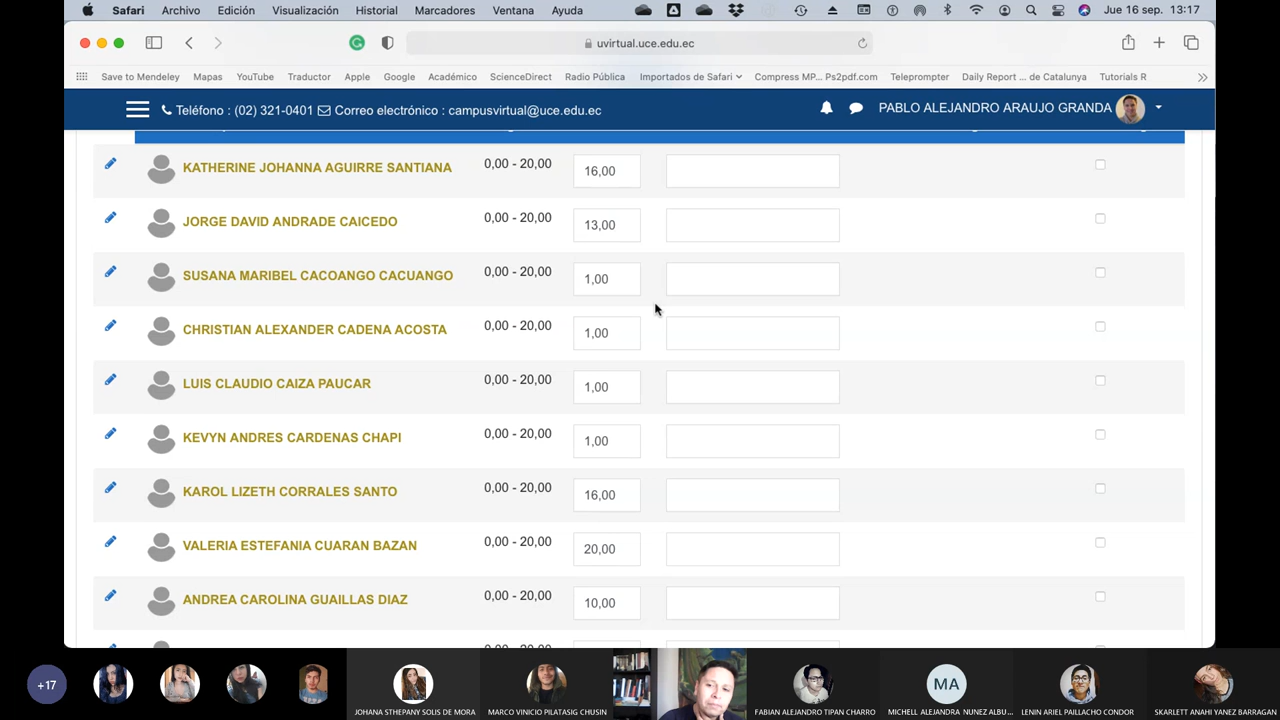 Safari Archivo Edición Visualización Historial Marcadores Ventana Ayuda Jue 16 sep. 13:17
uvirtual.uce.edu.ec
Save to Mendeley Mapas YouTube Traductor Apple Google Académico ScienceDirect Radio Pública Importados de Safari Compress MP... Ps2pdf.com Teleprompter Daily Report ... de Catalunya Tutorials R
Teléfono : (02) 321-0401 Correo electrónico : campusvirtual@uce.edu.ec PABLO ALEJANDRO ARAUJO GRANDA
KATHERINE JOHANNA AGUIRRE SANTIANA 0,00 - 20,00 16,00
JORGE DAVID ANDRADE CAICEDO 0,00 - 20,00 13,00
SUSANA MARIBEL CACOANGO CACUANGO 0,00 - 20,00 1,00
CHRISTIAN ALEXANDER CADENA ACOSTA 0,00 - 20,00 1,00
LUIS CLAUDIO CAIZA PAUCAR 0,00 - 20,00 1,00
KEVYN ANDRES CARDENAS CHAPI 0,00 - 20,00 1,00
KAROL LIZETH CORRALES SANTO 0,00 - 20,00 16,00
VALERIA ESTEFANIA CUARAN BAZAN 0,00 - 20,00 20,00
ANDREA CAROLINA GUAILLAS DIAZ 0,00 - 20,00 10,00
+17 MA
JOHANA STHEPANY SOLIS DE MORA MARCO VINICIO PILATASIG CHUSIN FABIAN ALEJANDRO TIPAN CHARRO MICHELL ALEJANDRA NUNEZ ALBU... LENIN ARIEL PAILLACHO CONDOR SKARLETT ANAHI YANEZ BARRAGAN